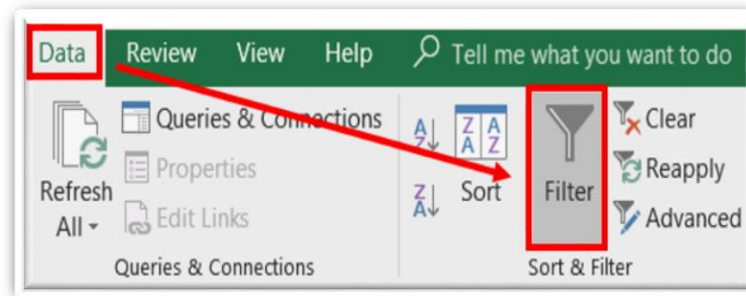 Data Review View Help Tell me what you want to do
Refresh All
Queries & Connections
Properties
Edit Links
Queries & Connections
A Z
Z A
Z A
A Z
Sort
Filter
Clear
Reapply
Advanced
Sort & Filter